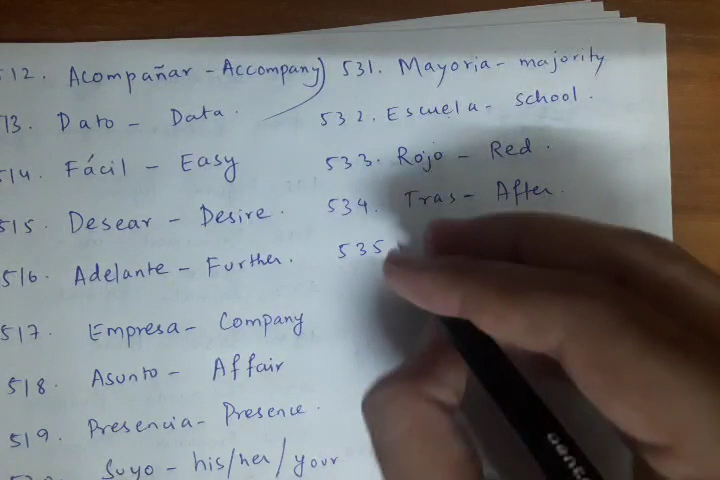 512. Acompañar - Accompany
513. Dato - Data.
514. Fácil - Easy
515. Desear - Desire.
516. Adelante - Further.
517. Empresa - Company
518. Asunto - Affair
519. Presencia - Presence.
Suyo - his/her/your
531. Mayoria - majority
532. Escuela - school.
533. Rojo - Red.
534. Tras - After.
535